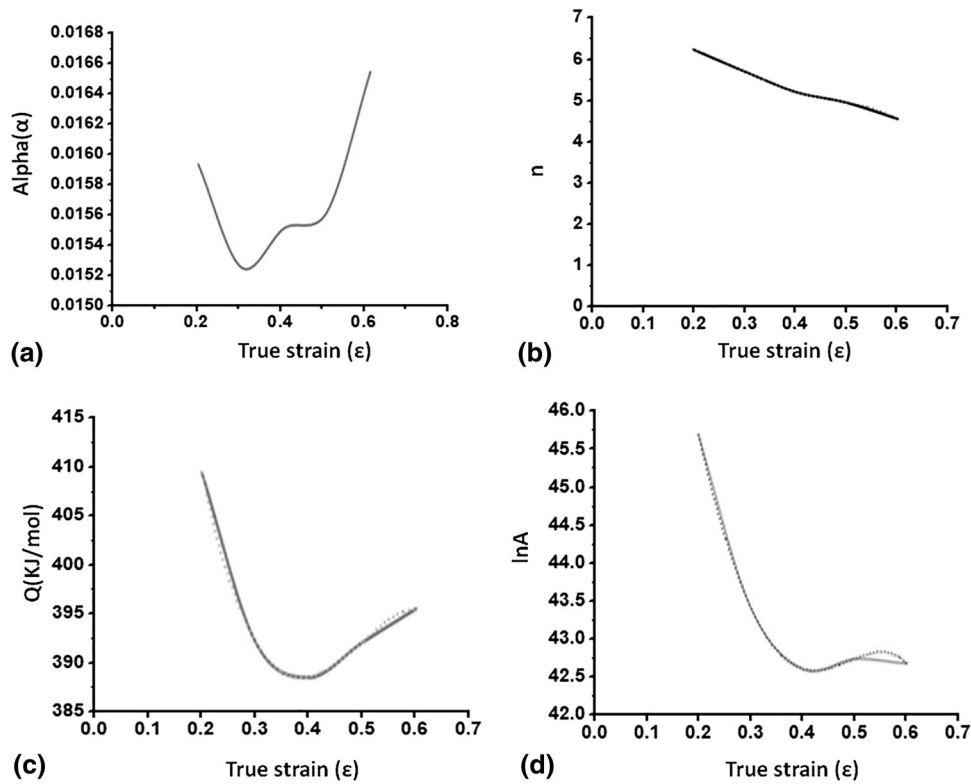 0.0168
0.0166
0.0164
0.0162
0.0160
0.0158
0.0156
0.0154
0.0152
0.0150
Alpha(α)
0.0 0.2 0.4 0.6 0.8
True strain (ε)
(a)
7
6
5
4
3
2
1
0
n
0.0 0.1 0.2 0.3 0.4 0.5 0.6 0.7
True strain (ε)
(b)
415
410
405
400
395
390
385
Q(KJ/mol)
0.0 0.1 0.2 0.3 0.4 0.5 0.6 0.7
True strain (ε)
(c)
46.0
45.5
45.0
44.5
44.0
43.5
43.0
42.5
42.0
lnA
0.0 0.1 0.2 0.3 0.4 0.5 0.6 0.7
True strain (ε)
(d)